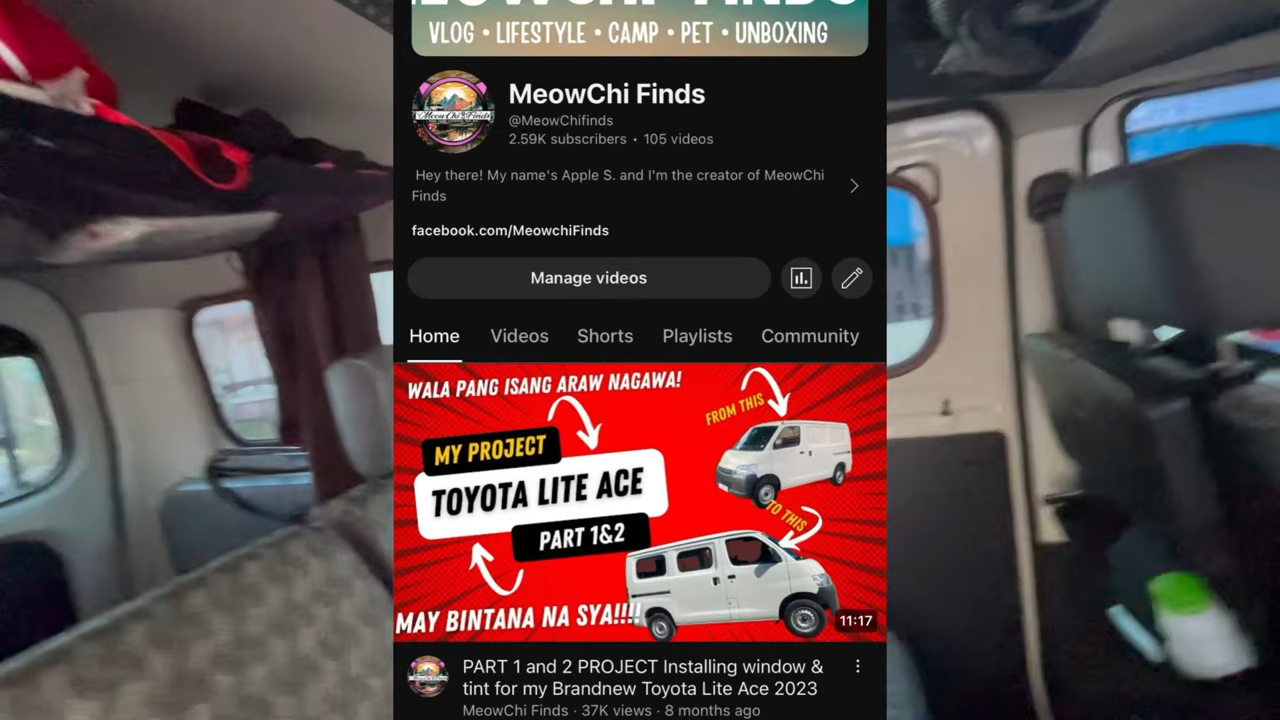 VLOG • LIFESTYLE • CAMP • PET • UNBOXING
MeowChi Finds
@MeowChifinds
2.59K subscribers • 105 videos
Hey there! My name's Apple S. and I'm the creator of MeowChi
Finds
facebook.com/MeowchiFinds
Manage videos
Home Videos Shorts Playlists Community
WALA PANG ISANG ARAW NAGAWA!
FROM THIS
MY PROJECT
TOYOTA LITE ACE
PART 1&2
TO THIS
MAY BINTANA NA SYA!!!!
11:17
PART 1 and 2 PROJECT Installing window &
tint for my Brandnew Toyota Lite Ace 2023
MeowChi Finds · 37K views · 8 months ago